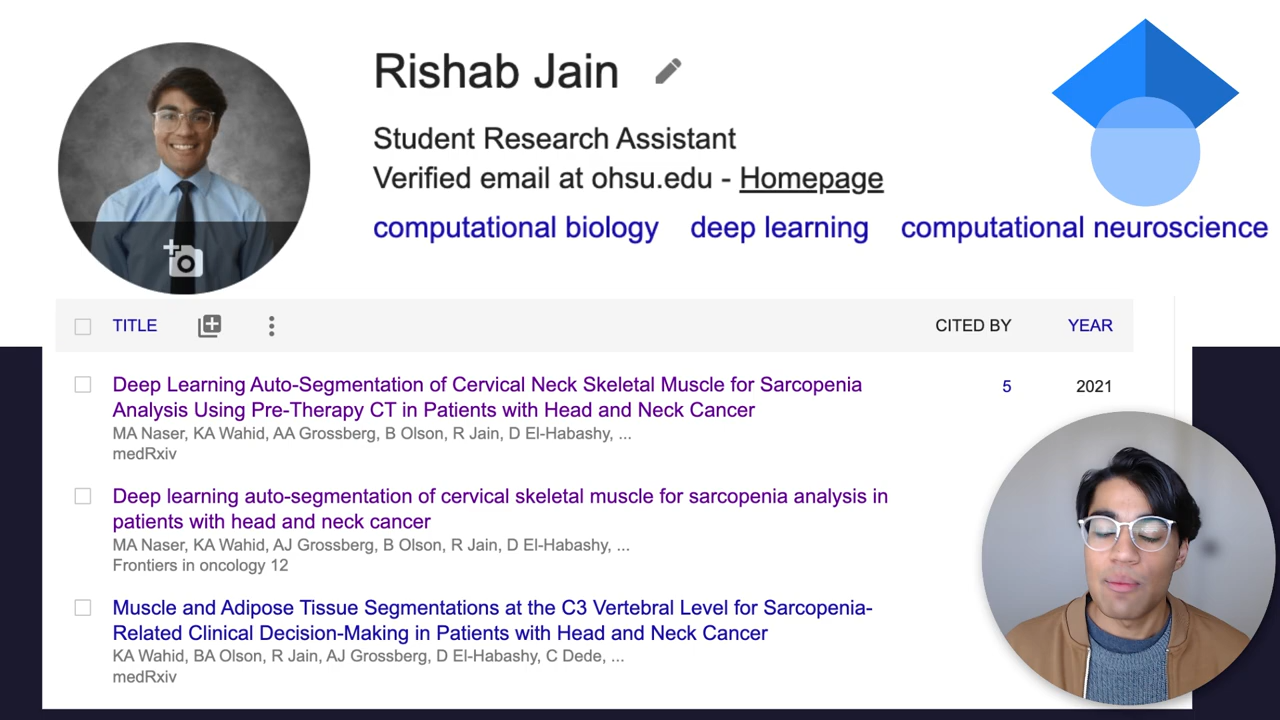 Rishab Jain
Student Research Assistant
Verified email at ohsu.edu - Homepage
computational biology deep learning computational neuroscience
TITLE CITED BY YEAR
Deep Learning Auto-Segmentation of Cervical Neck Skeletal Muscle for Sarcopenia 5 2021
Analysis Using Pre-Therapy CT in Patients with Head and Neck Cancer
MA Naser, KA Wahid, AA Grossberg, B Olson, R Jain, D El-Habashy, ...
medRxiv
Deep learning auto-segmentation of cervical skeletal muscle for sarcopenia analysis in
patients with head and neck cancer
MA Naser, KA Wahid, AJ Grossberg, B Olson, R Jain, D El-Habashy, ...
Frontiers in oncology 12
Muscle and Adipose Tissue Segmentations at the C3 Vertebral Level for Sarcopenia-
Related Clinical Decision-Making in Patients with Head and Neck Cancer
KA Wahid, BA Olson, R Jain, AJ Grossberg, D El-Habashy, C Dede, ...
medRxiv